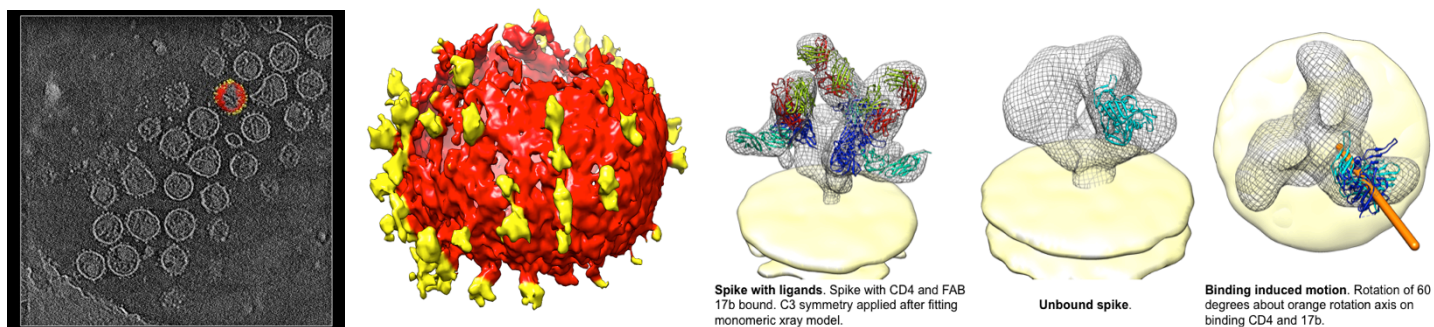 Spike with ligands. Spike with CD4 and FAB
17b bound. C3 symmetry applied after fitting
monomeric xray model.
Unbound spike.
Binding induced motion. Rotation of 60
degrees about orange rotation axis on
binding CD4 and 17b.